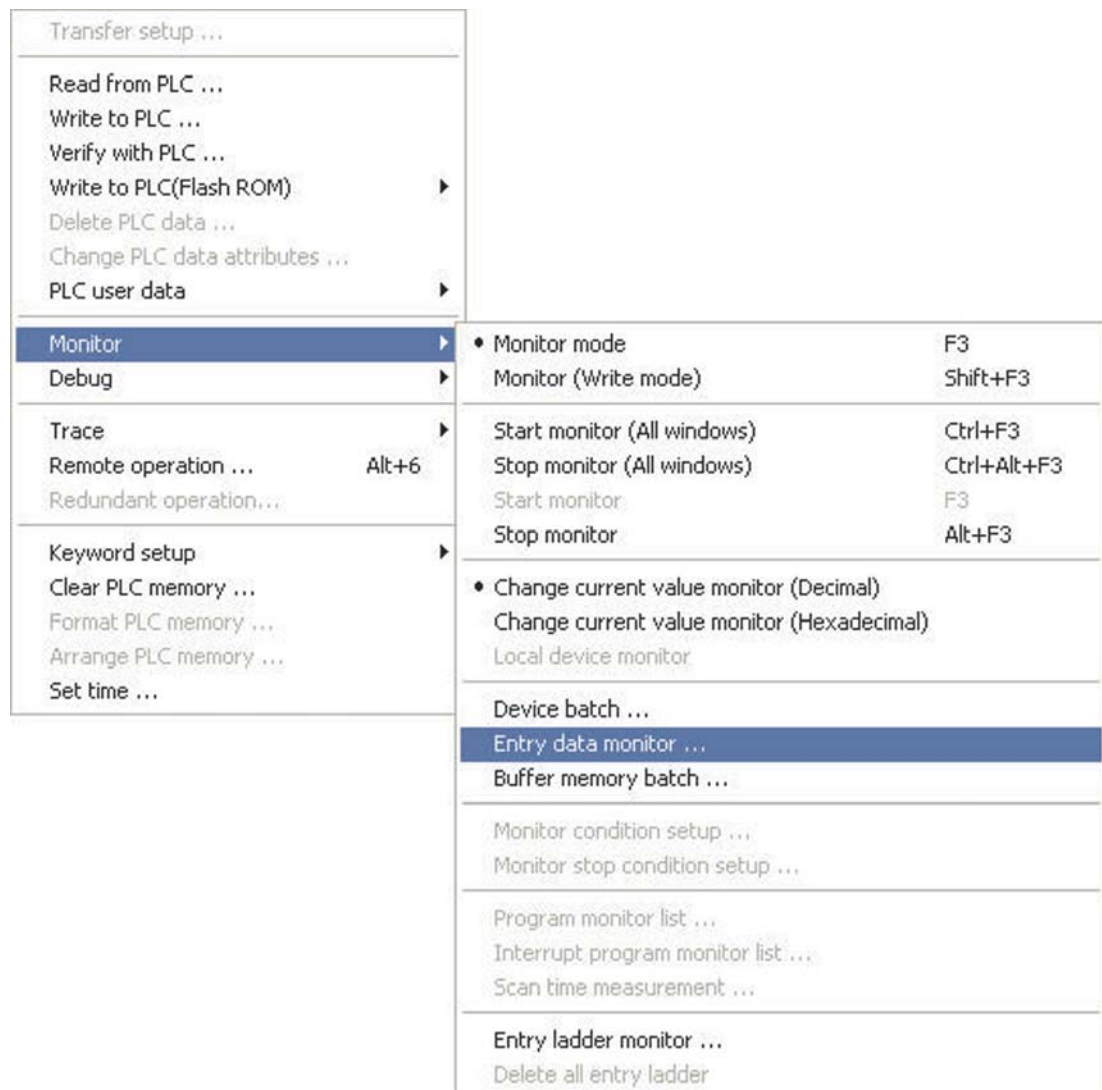 Transfer setup ...
Read from PLC ...
Write to PLC ...
Verify with PLC ...
Write to PLC(Flash ROM)
Delete PLC data ...
Change PLC data attributes ...
PLC user data
Monitor
Debug
Trace
Remote operation ... Alt+6
Redundant operation...
Keyword setup
Clear PLC memory ...
Format PLC memory ...
Arrange PLC memory ...
Set time ...
• Monitor mode F3
Monitor (Write mode) Shift+F3
Start monitor (All windows) Ctrl+F3
Stop monitor (All windows) Ctrl+Alt+F3
Start monitor F3
Stop monitor Alt+F3
• Change current value monitor (Decimal)
Change current value monitor (Hexadecimal)
Local device monitor
Device batch ...
Entry data monitor ...
Buffer memory batch ...
Monitor condition setup ...
Monitor stop condition setup ...
Program monitor list ...
Interrupt program monitor list ...
Scan time measurement ...
Entry ladder monitor ...
Delete all entry ladder